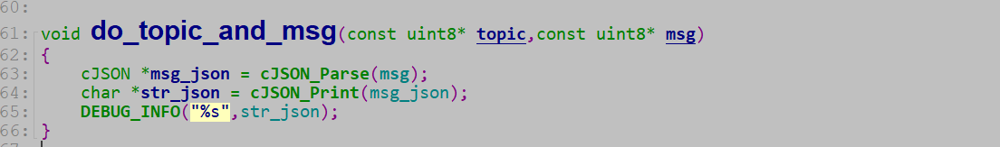 60:
61: void do_topic_and_msg(const uint8* topic,const uint8* msg)
62: {
63:     cJSON *msg_json = cJSON_Parse(msg);
64:     char *str_json = cJSON_Print(msg_json);
65:     DEBUG_INFO("%s",str_json);
66: }